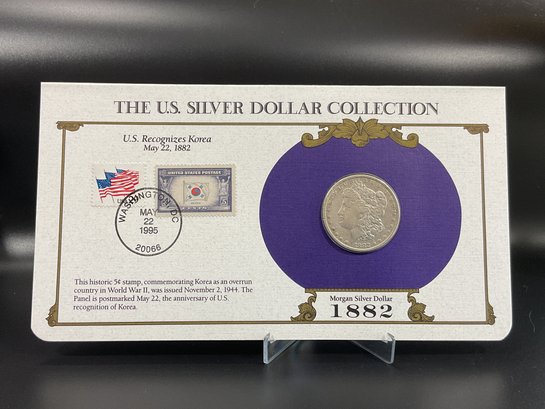 THE U.S. SILVER DOLLAR COLLECTION
U.S. Recognizes Korea
May 22, 1882
UNITED STATES POSTAGE
WASHINGTON, DC
MAY
22
1995
20066
This historic 5¢ stamp, commemorating Korea as an overrun
country in World War II, was issued November 2, 1944. The
Panel is postmarked May 22, the anniversary of U.S.
recognition of Korea.
Morgan Silver Dollar
1882